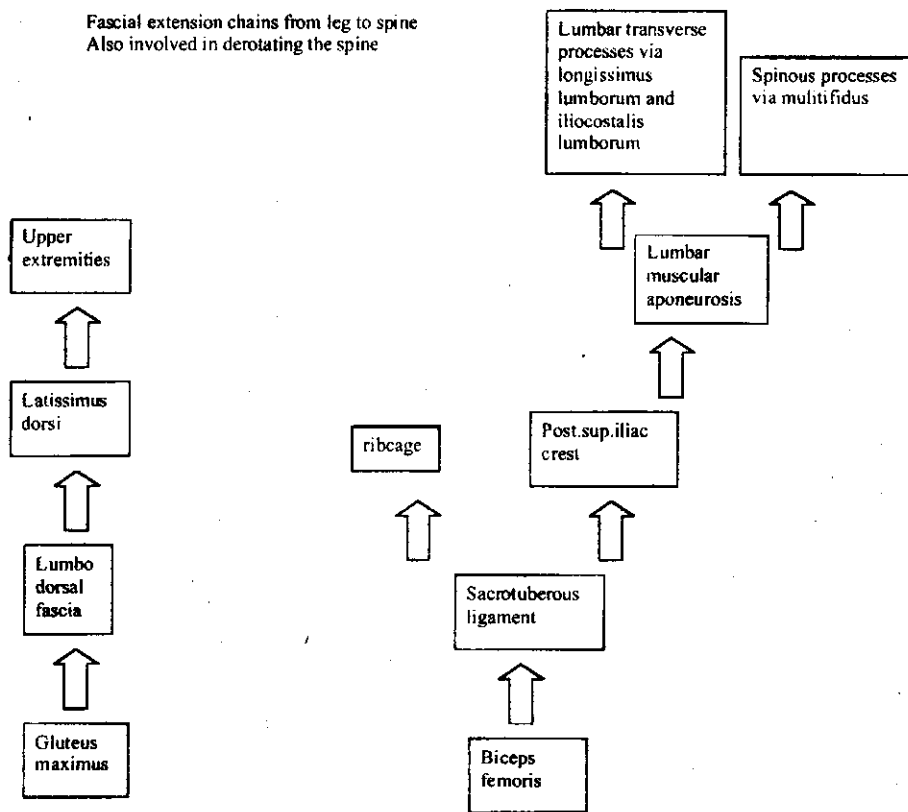 Fascial extension chains from leg to spine
Also involved in derotating the spine
Lumbar transverse
processes via
longissimus
lumborum and
iliocostalis
lumborum
Spinous processes
via mulitifidus
Upper
extremities
Lumbar
muscular
aponeurosis
Latissimus
dorsi
ribcage
Post.sup.iliac
crest
Lumbo
dorsal
fascia
Sacrotuberous
ligament
Gluteus
maximus
Biceps
femoris